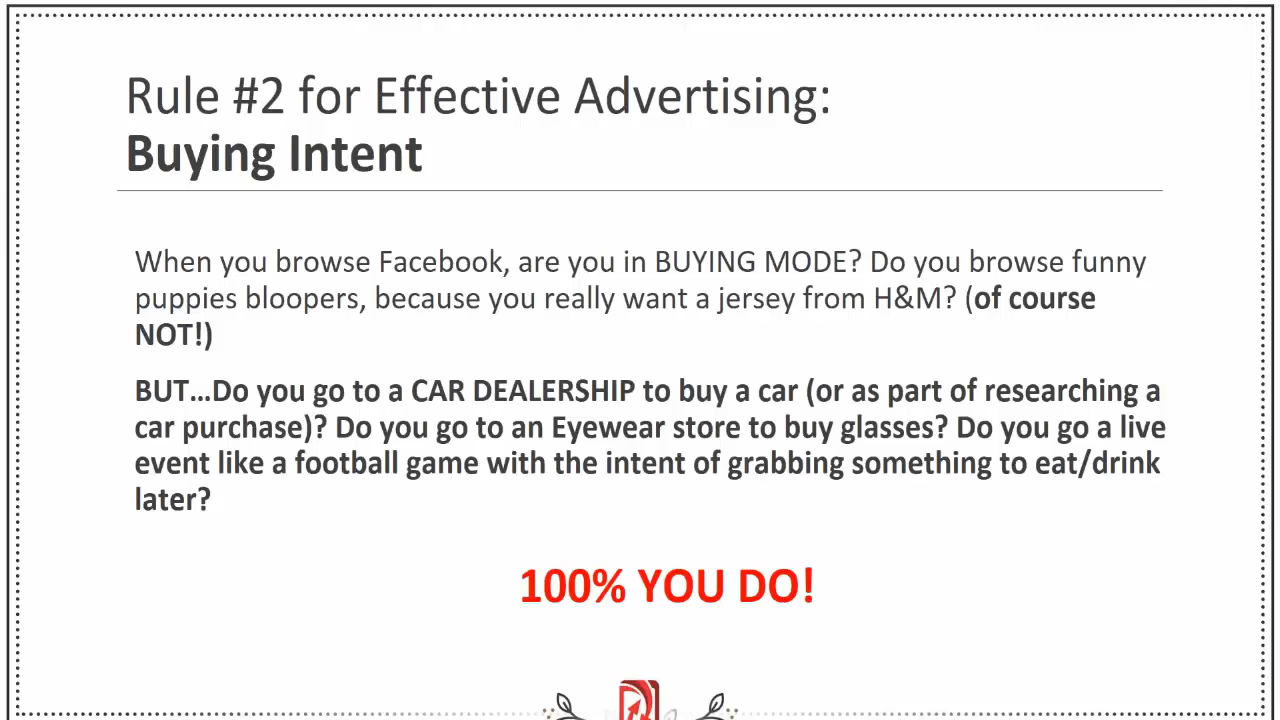 Rule #2 for Effective Advertising:
Buying Intent
When you browse Facebook, are you in BUYING MODE? Do you browse funny
puppies bloopers, because you really want a jersey from H&M? (of course
NOT!)
BUT...Do you go to a CAR DEALERSHIP to buy a car (or as part of researching a
car purchase)? Do you go to an Eyewear store to buy glasses? Do you go a live
event like a football game with the intent of grabbing something to eat/drink
later?
100% YOU DO!